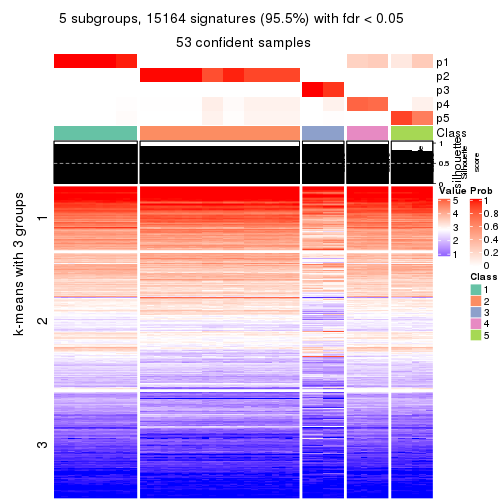 5 subgroups, 15164 signatures (95.5%) with fdr < 0.05
53 confident samples
p1
p2
p3
p4
p5
Class
1
0.5
0
silhouette
Silhouette
score
k-means with 3 groups
1
2
3
Value
5
4
3
2
1
Prob
1
0.8
0.6
0.4
0.2
0
Class
1
2
3
4
5